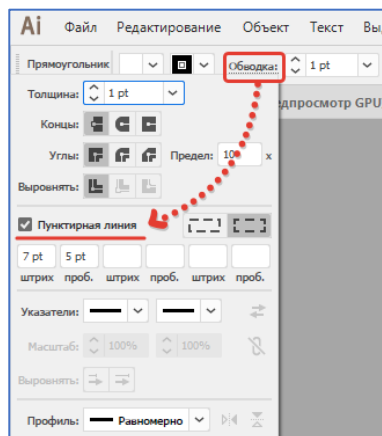 Ai Файл Редактирование Объект Текст
Прямоугольник Обводка: 1 pt
Толщина: 1 pt
едпросмотр GPU
Концы:
Углы: Предел: 10 x
Выровнять:
Пунктирная линия
7 pt 5 pt
штрих проб. штрих проб. штрих проб.
Указатели:
Масштаб: 100% 100%
Выровнять:
Профиль: Равномерно